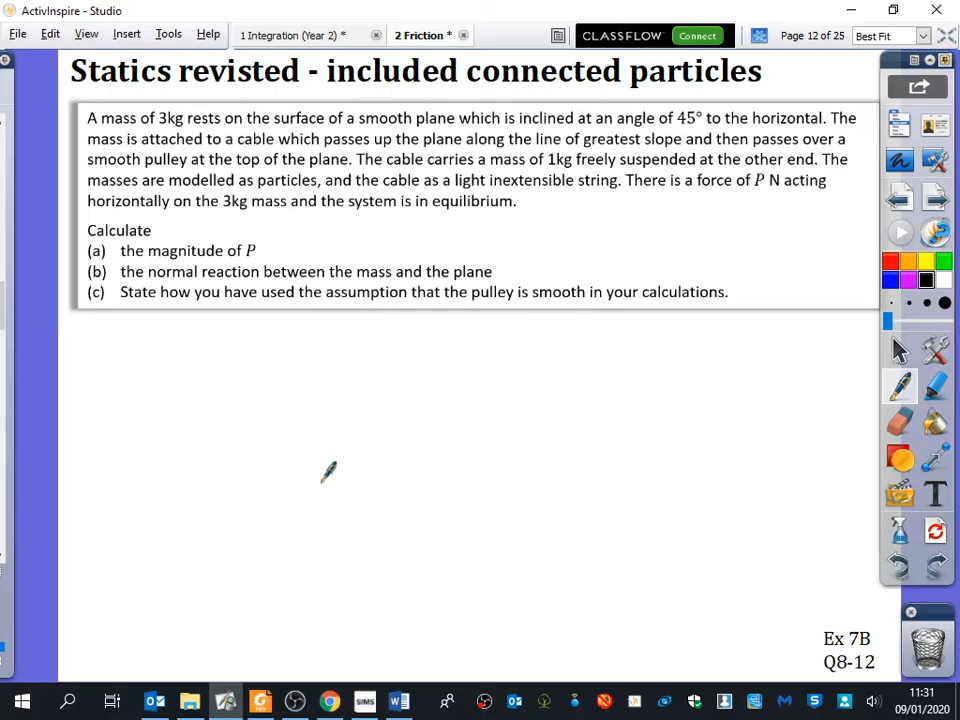 ActivInspire - Studio
File Edit View Insert Tools Help
1 Integration (Year 2) *
2 Friction *
CLASSFLOW Connect
Page 12 of 25
Best Fit
Statics revisted - included connected particles
A mass of 3kg rests on the surface of a smooth plane which is inclined at an angle of 45° to the horizontal. The
mass is attached to a cable which passes up the plane along the line of greatest slope and then passes over a
smooth pulley at the top of the plane. The cable carries a mass of 1kg freely suspended at the other end. The
masses are modelled as particles, and the cable as a light inextensible string. There is a force of P N acting
horizontally on the 3kg mass and the system is in equilibrium.
Calculate
(a) the magnitude of P
(b) the normal reaction between the mass and the plane
(c) State how you have used the assumption that the pulley is smooth in your calculations.
Ex 7B
Q8-12
SIMS
11:31
09/01/2020